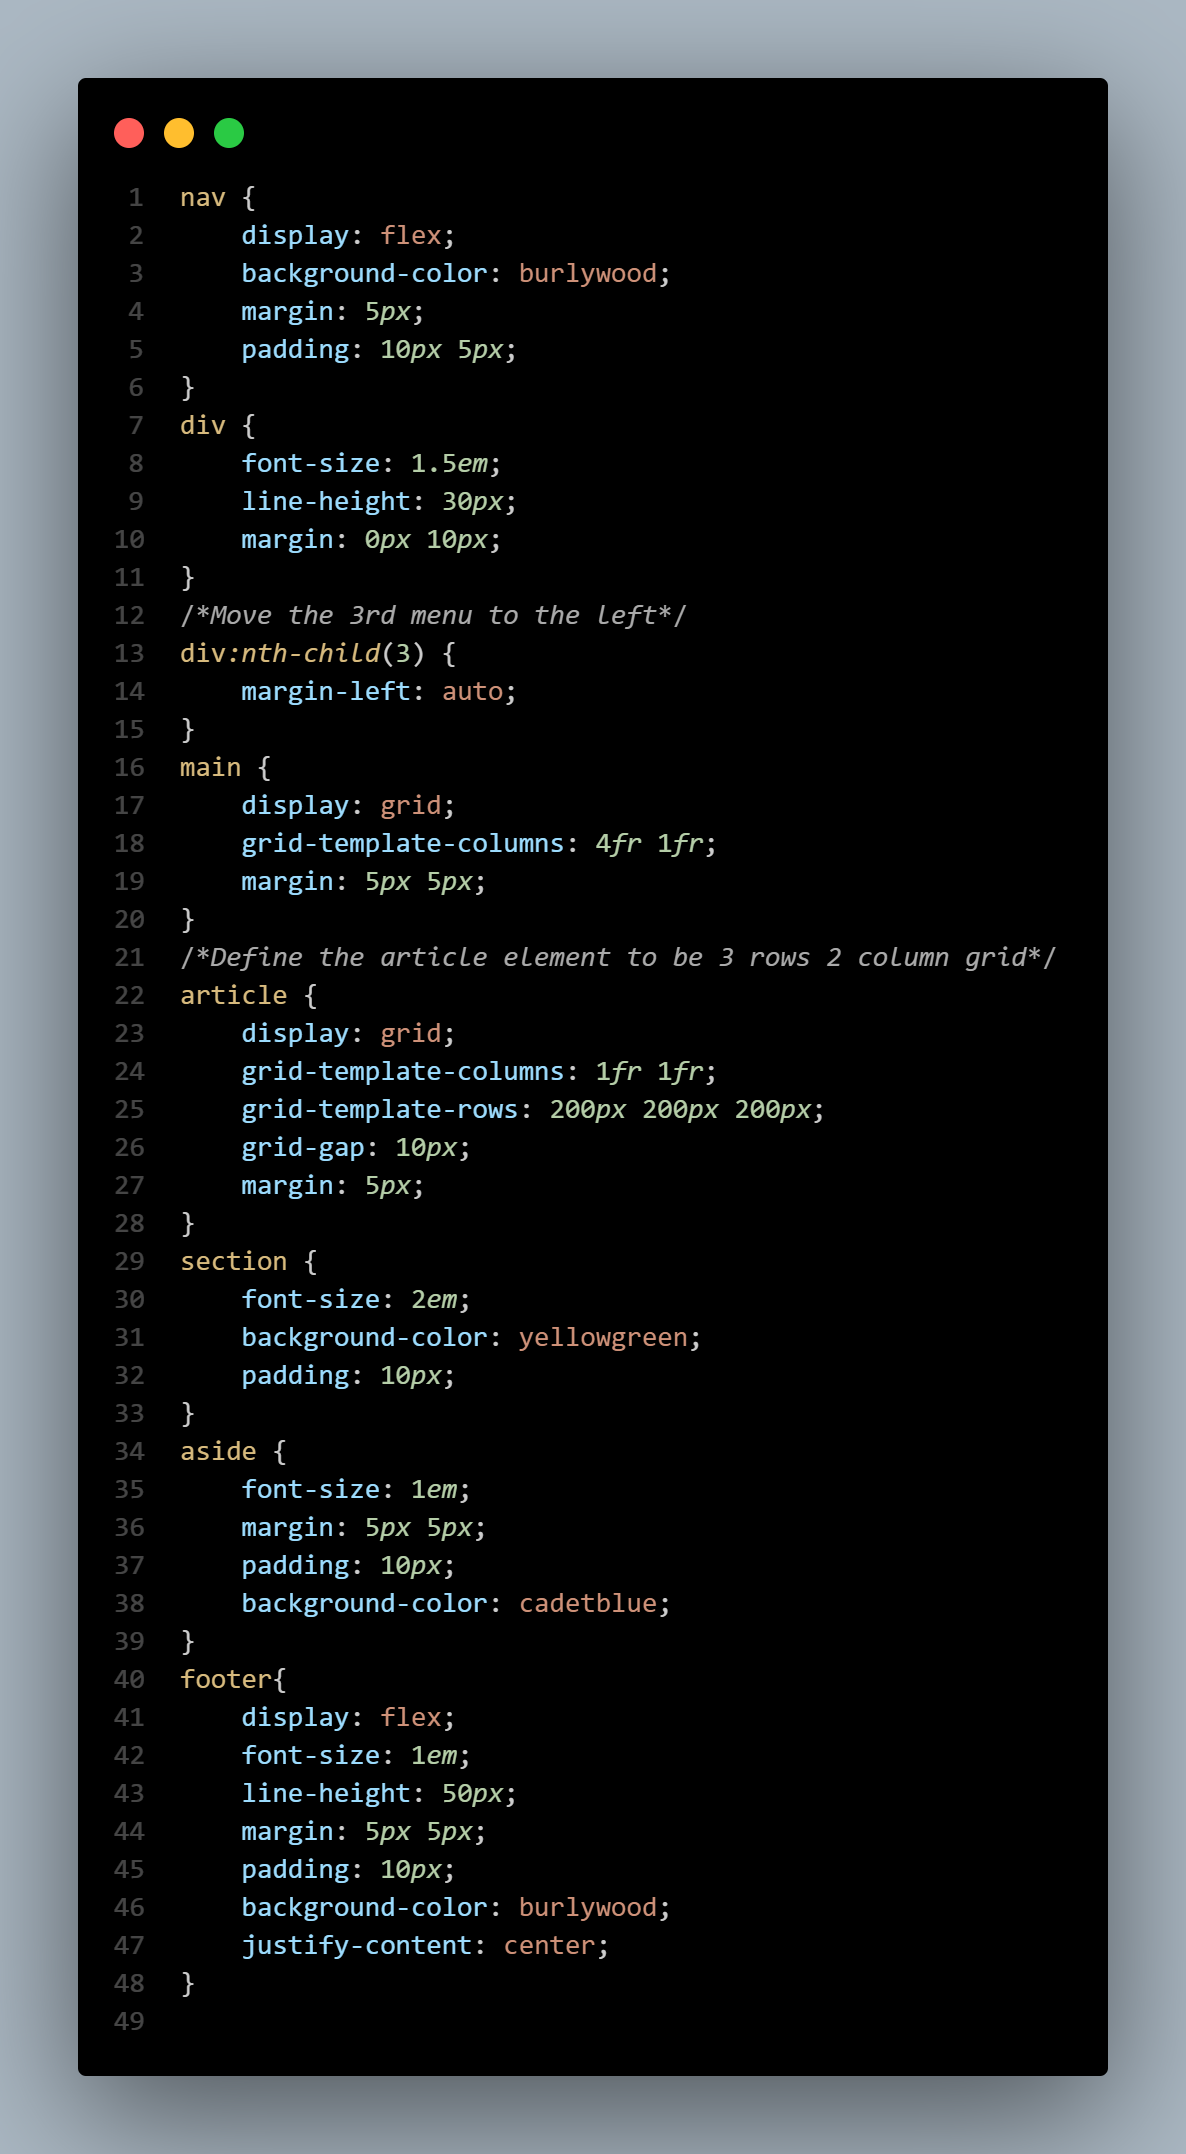 1 nav {
2     display: flex;
3     background-color: burlywood;
4     margin: 5px;
5     padding: 10px 5px;
6 }
7 div {
8     font-size: 1.5em;
9     line-height: 30px;
10     margin: 0px 10px;
11 }
12 /*Move the 3rd menu to the left*/
13 div:nth-child(3) {
14     margin-left: auto;
15 }
16 main {
17     display: grid;
18     grid-template-columns: 4fr 1fr;
19     margin: 5px 5px;
20 }
21 /*Define the article element to be 3 rows 2 column grid*/
22 article {
23     display: grid;
24     grid-template-columns: 1fr 1fr;
25     grid-template-rows: 200px 200px 200px;
26     grid-gap: 10px;
27     margin: 5px;
28 }
29 section {
30     font-size: 2em;
31     background-color: yellowgreen;
32     padding: 10px;
33 }
34 aside {
35     font-size: 1em;
36     margin: 5px 5px;
37     padding: 10px;
38     background-color: cadetblue;
39 }
40 footer{
41     display: flex;
42     font-size: 1em;
43     line-height: 50px;
44     margin: 5px 5px;
45     padding: 10px;
46     background-color: burlywood;
47     justify-content: center;
48 }
49